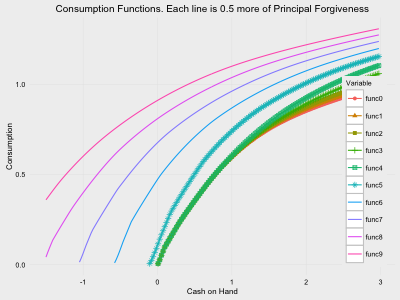 Consumption Functions. Each line is 0.5 more of Principal Forgiveness
Consumption
1.0
0.5
0.0
-1
0
1
2
3
Cash on Hand
Variable
func0
func1
func2
func3
func4
func5
func6
func7
func8
func9